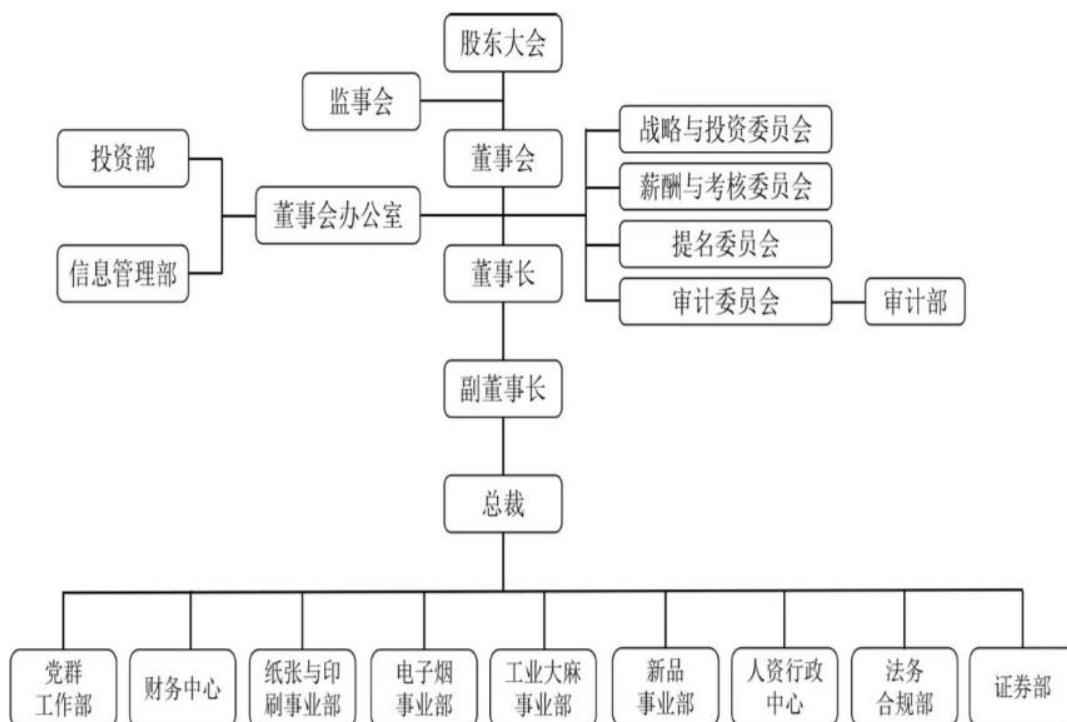 股东大会
监事会
董事会
战略与投资委员会
投资部
薪酬与考核委员会
董事会办公室
提名委员会
信息管理部
董事长
审计委员会
审计部
副董事长
总裁
党群
工作部
财务中心
纸张与印
刷事业部
电子烟
事业部
工业大麻
事业部
新品
事业部
人资行政
中心
法务
合规部
证券部